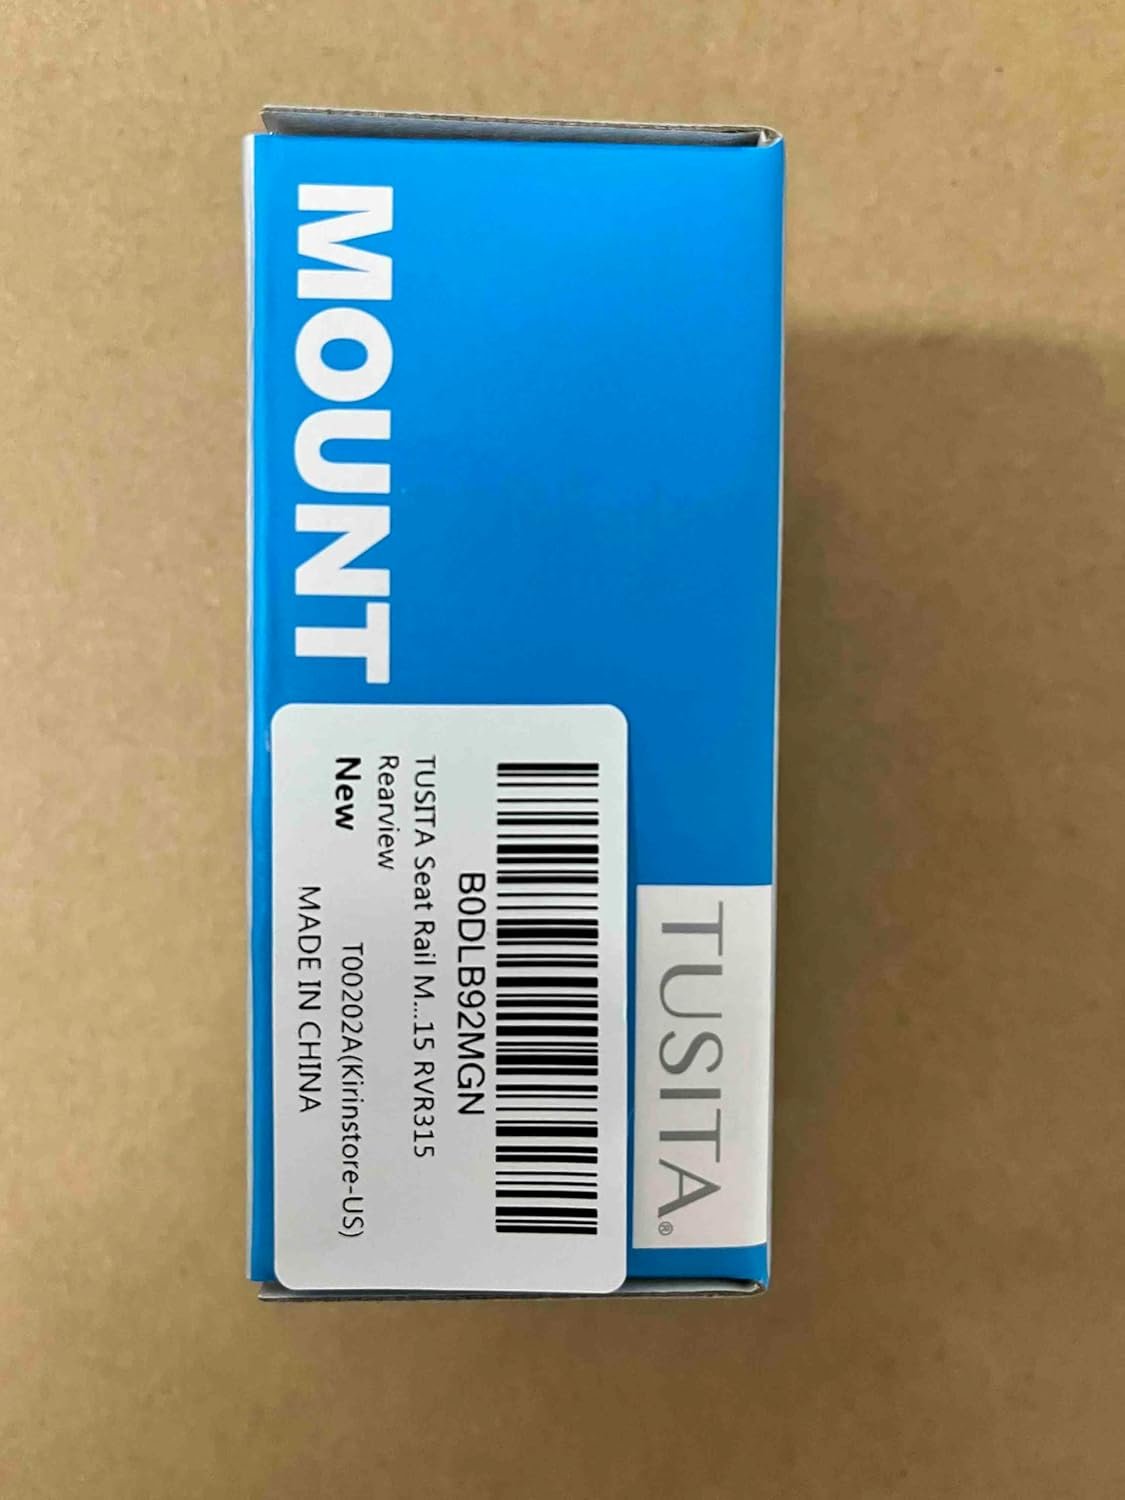 MOUNT
TUSITA®
B0DLB92MGN
TUSITA Seat Rail M...15 RVR315
Rearview
New
T00202A(Kirinstore-US)
MADE IN CHINA